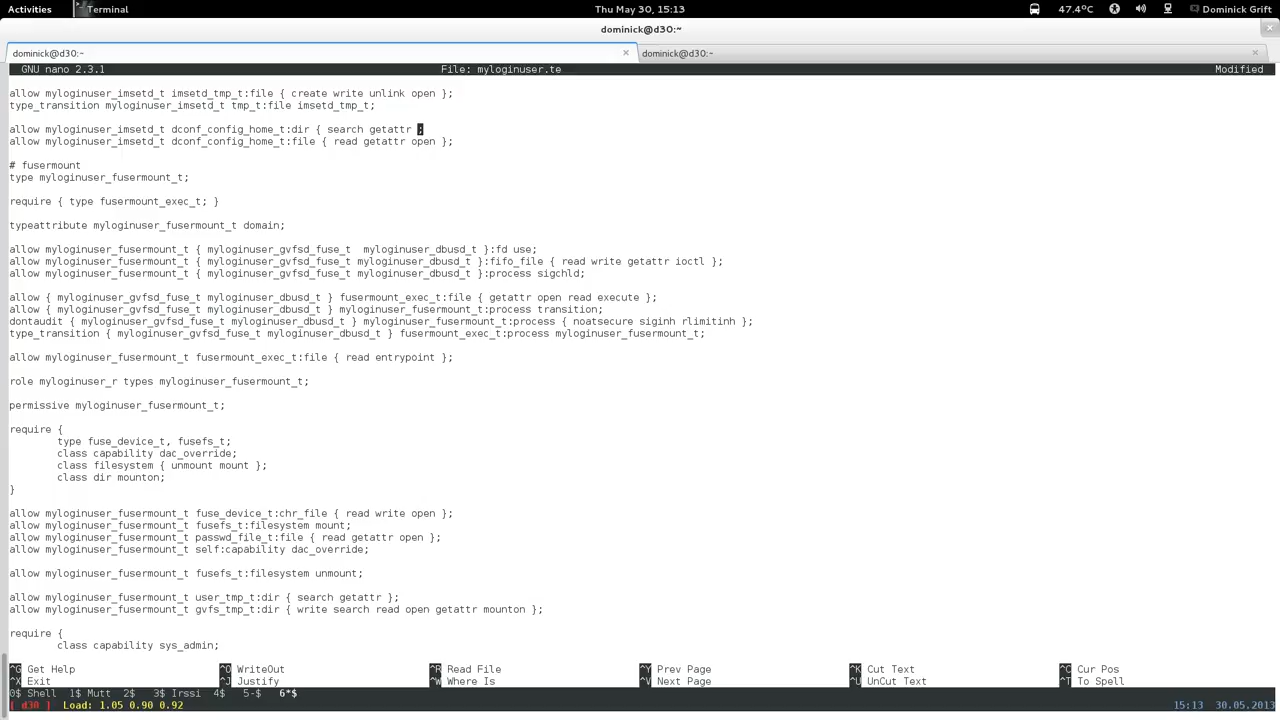 Activities Terminal Thu May 30, 15:13 47.4°C Dominick Grift
dominick@d30:~
dominick@d30:~ × dominick@d30:~ ×
GNU nano 2.3.1 File: myloginuser.te Modified
allow myloginuser_imsetd_t imsetd_tmp_t:file { create write unlink open };
type_transition myloginuser_imsetd_t tmp_t:file imsetd_tmp_t;
allow myloginuser_imsetd_t dconf_config_home_t:dir { search getattr ;
allow myloginuser_imsetd_t dconf_config_home_t:file { read getattr open };
# fusermount
type myloginuser_fusermount_t;
require { type fusermount_exec_t; }
typeattribute myloginuser_fusermount_t domain;
allow myloginuser_fusermount_t { myloginuser_gvfsd_fuse_t  myloginuser_dbusd_t }:fd use;
allow myloginuser_fusermount_t { myloginuser_gvfsd_fuse_t myloginuser_dbusd_t }:fifo_file { read write getattr ioctl };
allow myloginuser_fusermount_t { myloginuser_gvfsd_fuse_t myloginuser_dbusd_t }:process sigchld;
allow { myloginuser_gvfsd_fuse_t myloginuser_dbusd_t } fusermount_exec_t:file { getattr open read execute };
allow { myloginuser_gvfsd_fuse_t myloginuser_dbusd_t } myloginuser_fusermount_t:process transition;
dontaudit { myloginuser_gvfsd_fuse_t myloginuser_dbusd_t } myloginuser_fusermount_t:process { noatsecure siginh rlimitinh };
type_transition { myloginuser_gvfsd_fuse_t myloginuser_dbusd_t } fusermount_exec_t:process myloginuser_fusermount_t;
allow myloginuser_fusermount_t fusermount_exec_t:file { read entrypoint };
role myloginuser_r types myloginuser_fusermount_t;
permissive myloginuser_fusermount_t;
require {
type fuse_device_t, fusefs_t;
class capability dac_override;
class filesystem { unmount mount };
class dir mounton;
}
allow myloginuser_fusermount_t fuse_device_t:chr_file { read write open };
allow myloginuser_fusermount_t fusefs_t:filesystem mount;
allow myloginuser_fusermount_t passwd_file_t:file { read getattr open };
allow myloginuser_fusermount_t self:capability dac_override;
allow myloginuser_fusermount_t fusefs_t:filesystem unmount;
allow myloginuser_fusermount_t user_tmp_t:dir { search getattr };
allow myloginuser_fusermount_t gvfs_tmp_t:dir { write search read open getattr mounton };
require {
class capability sys_admin;
^G Get Help ^O WriteOut ^R Read File ^Y Prev Page ^K Cut Text ^C Cur Pos
^X Exit ^J Justify ^W Where Is ^V Next Page ^U UnCut Text ^T To Spell
0$ Shell 1$ Mutt 2$ 3$ Irssi 4$ 5-$ 6*$
[ d30 ] Load: 1.05 0.90 0.92 15:13 30.05.2013